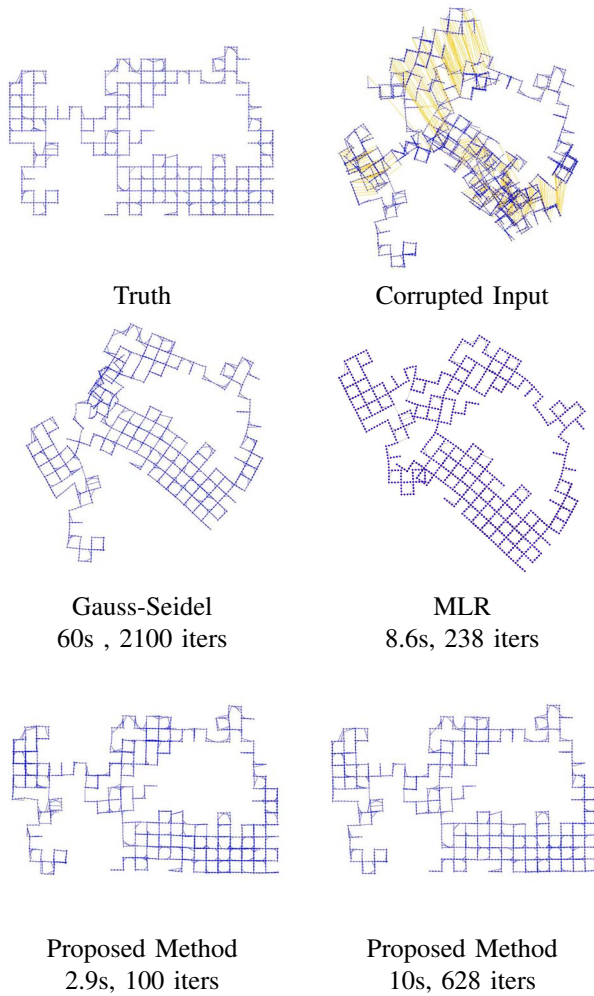 Truth
Corrupted Input
Gauss-Seidel
60s , 2100 iters
MLR
8.6s, 238 iters
Proposed Method
2.9s, 100 iters
Proposed Method
10s, 628 iters